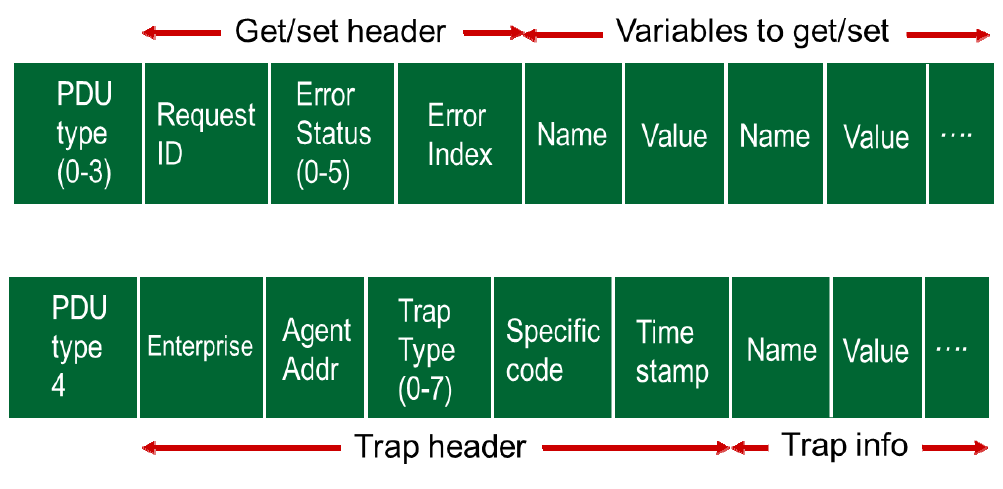 Get/set header
Variables to get/set
PDU
type
(0-3)
Request
ID
Error
Status
(0-5)
Error
Index
Name
Value
Name
Value
....
PDU
type
4
Enterprise
Agent
Addr
Trap
Type
(0-7)
Specific
code
Time
stamp
Name
Value
....
Trap header
Trap info